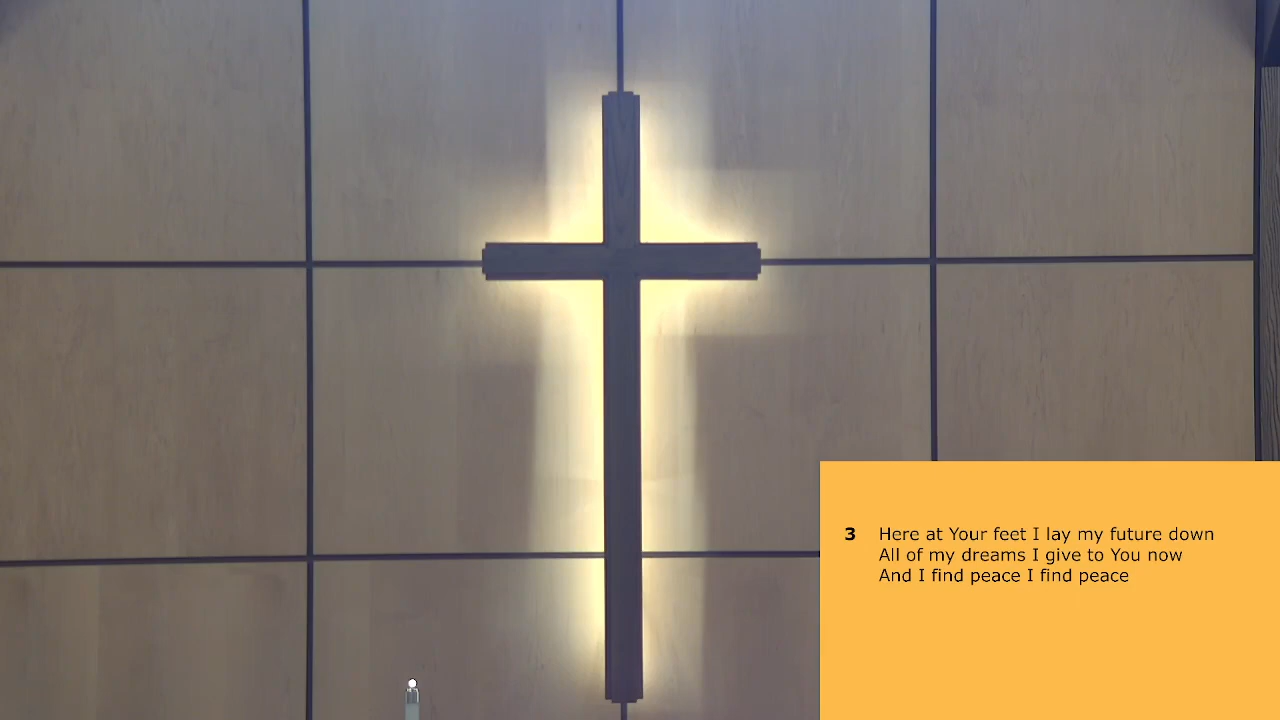 3 Here at Your feet I lay my future down
All of my dreams I give to You now
And I find peace I find peace